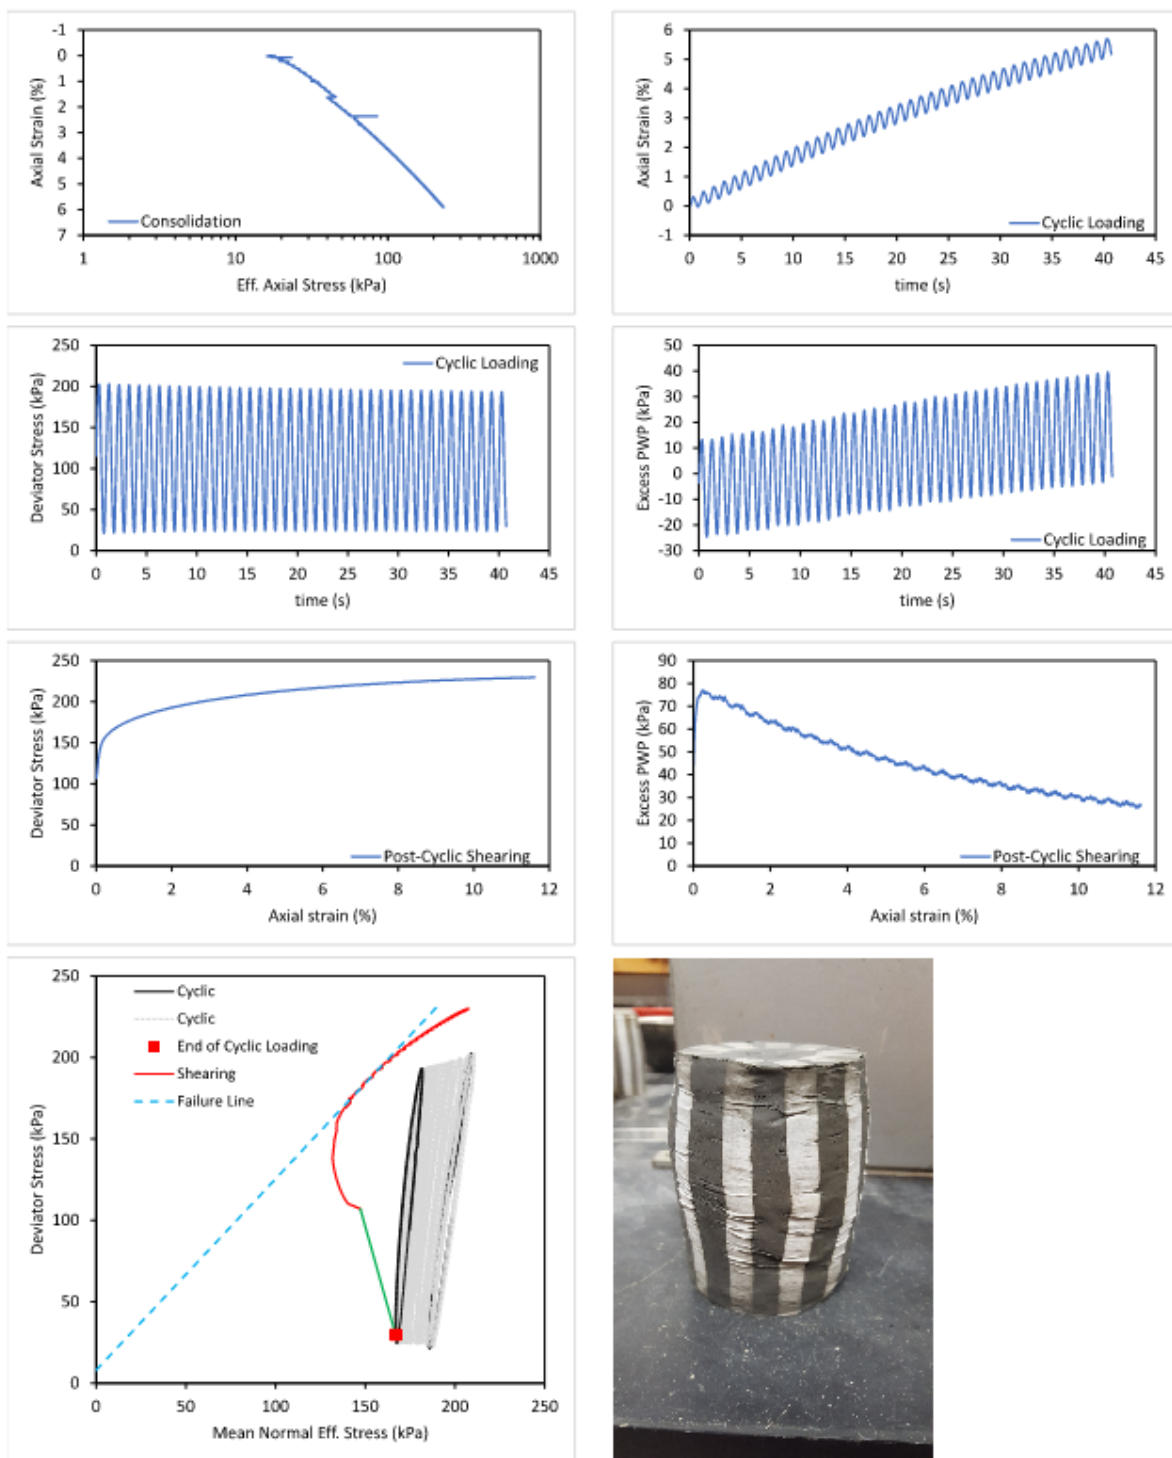 -1
0
1
2
3
4
5
6
7
Axial Strain (%)
Consolidation
1 10 100 1000
Eff. Axial Stress (kPa)
6
5
4
3
2
1
0
-1
Axial Strain (%)
Cyclic Loading
0 5 10 15 20 25 30 35 40 45
time (s)
250
200
150
100
50
0
Deviator Stress (kPa)
Cyclic Loading
0 5 10 15 20 25 30 35 40 45
time (s)
50
40
30
20
10
0
-10
-20
-30
Excess PWP (kPa)
Cyclic Loading
0 5 10 15 20 25 30 35 40 45
time (s)
250
200
150
100
50
0
Deviator Stress (kPa)
Post-Cyclic Shearing
0 2 4 6 8 10 12
Axial strain (%)
90
80
70
60
50
40
30
20
10
0
Excess PWP (kPa)
Post-Cyclic Shearing
0 2 4 6 8 10 12
Axial strain (%)
250
200
150
100
50
0
Deviator Stress (kPa)
Cyclic
Cyclic
End of Cyclic Loading
Shearing
Failure Line
0 50 100 150 200 250
Mean Normal Eff. Stress (kPa)